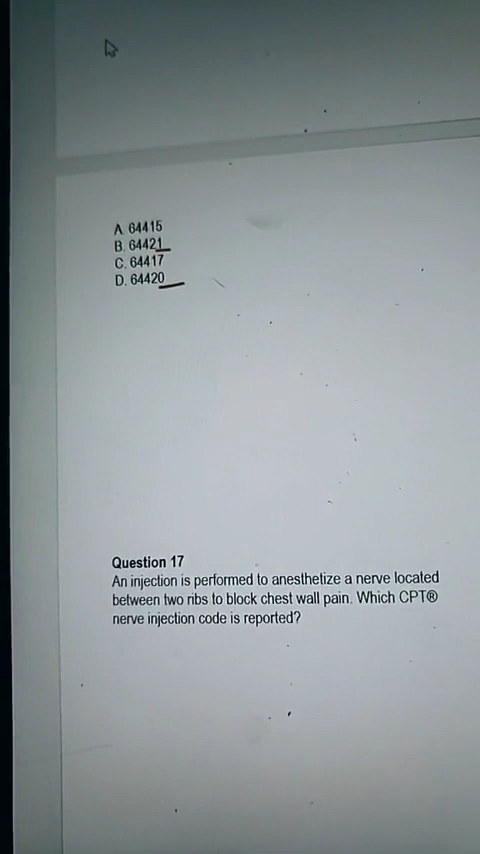 A. 64415
B. 64421
C. 64417
D. 64420
Question 17
An injection is performed to anesthetize a nerve located
between two ribs to block chest wall pain. Which CPT®
nerve injection code is reported?